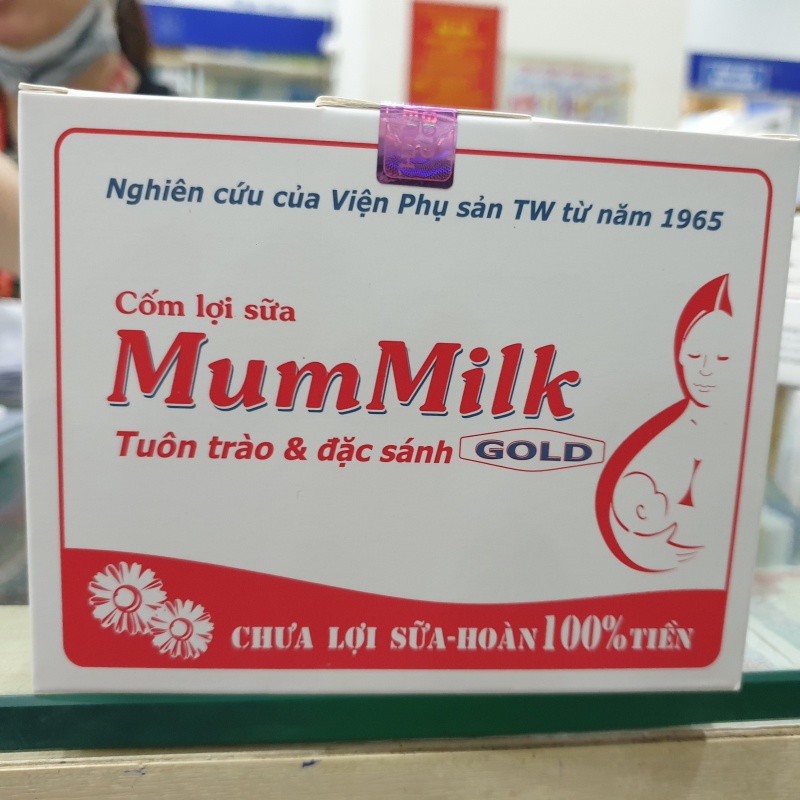 Nghiên cứu của Viện Phụ sản TW từ năm 1965
Cốm lợi sữa
MumMilk
Tuôn trào & đặc sánh GOLD
CHƯA LỢI SỮA-HOÀN 100% TIỀN